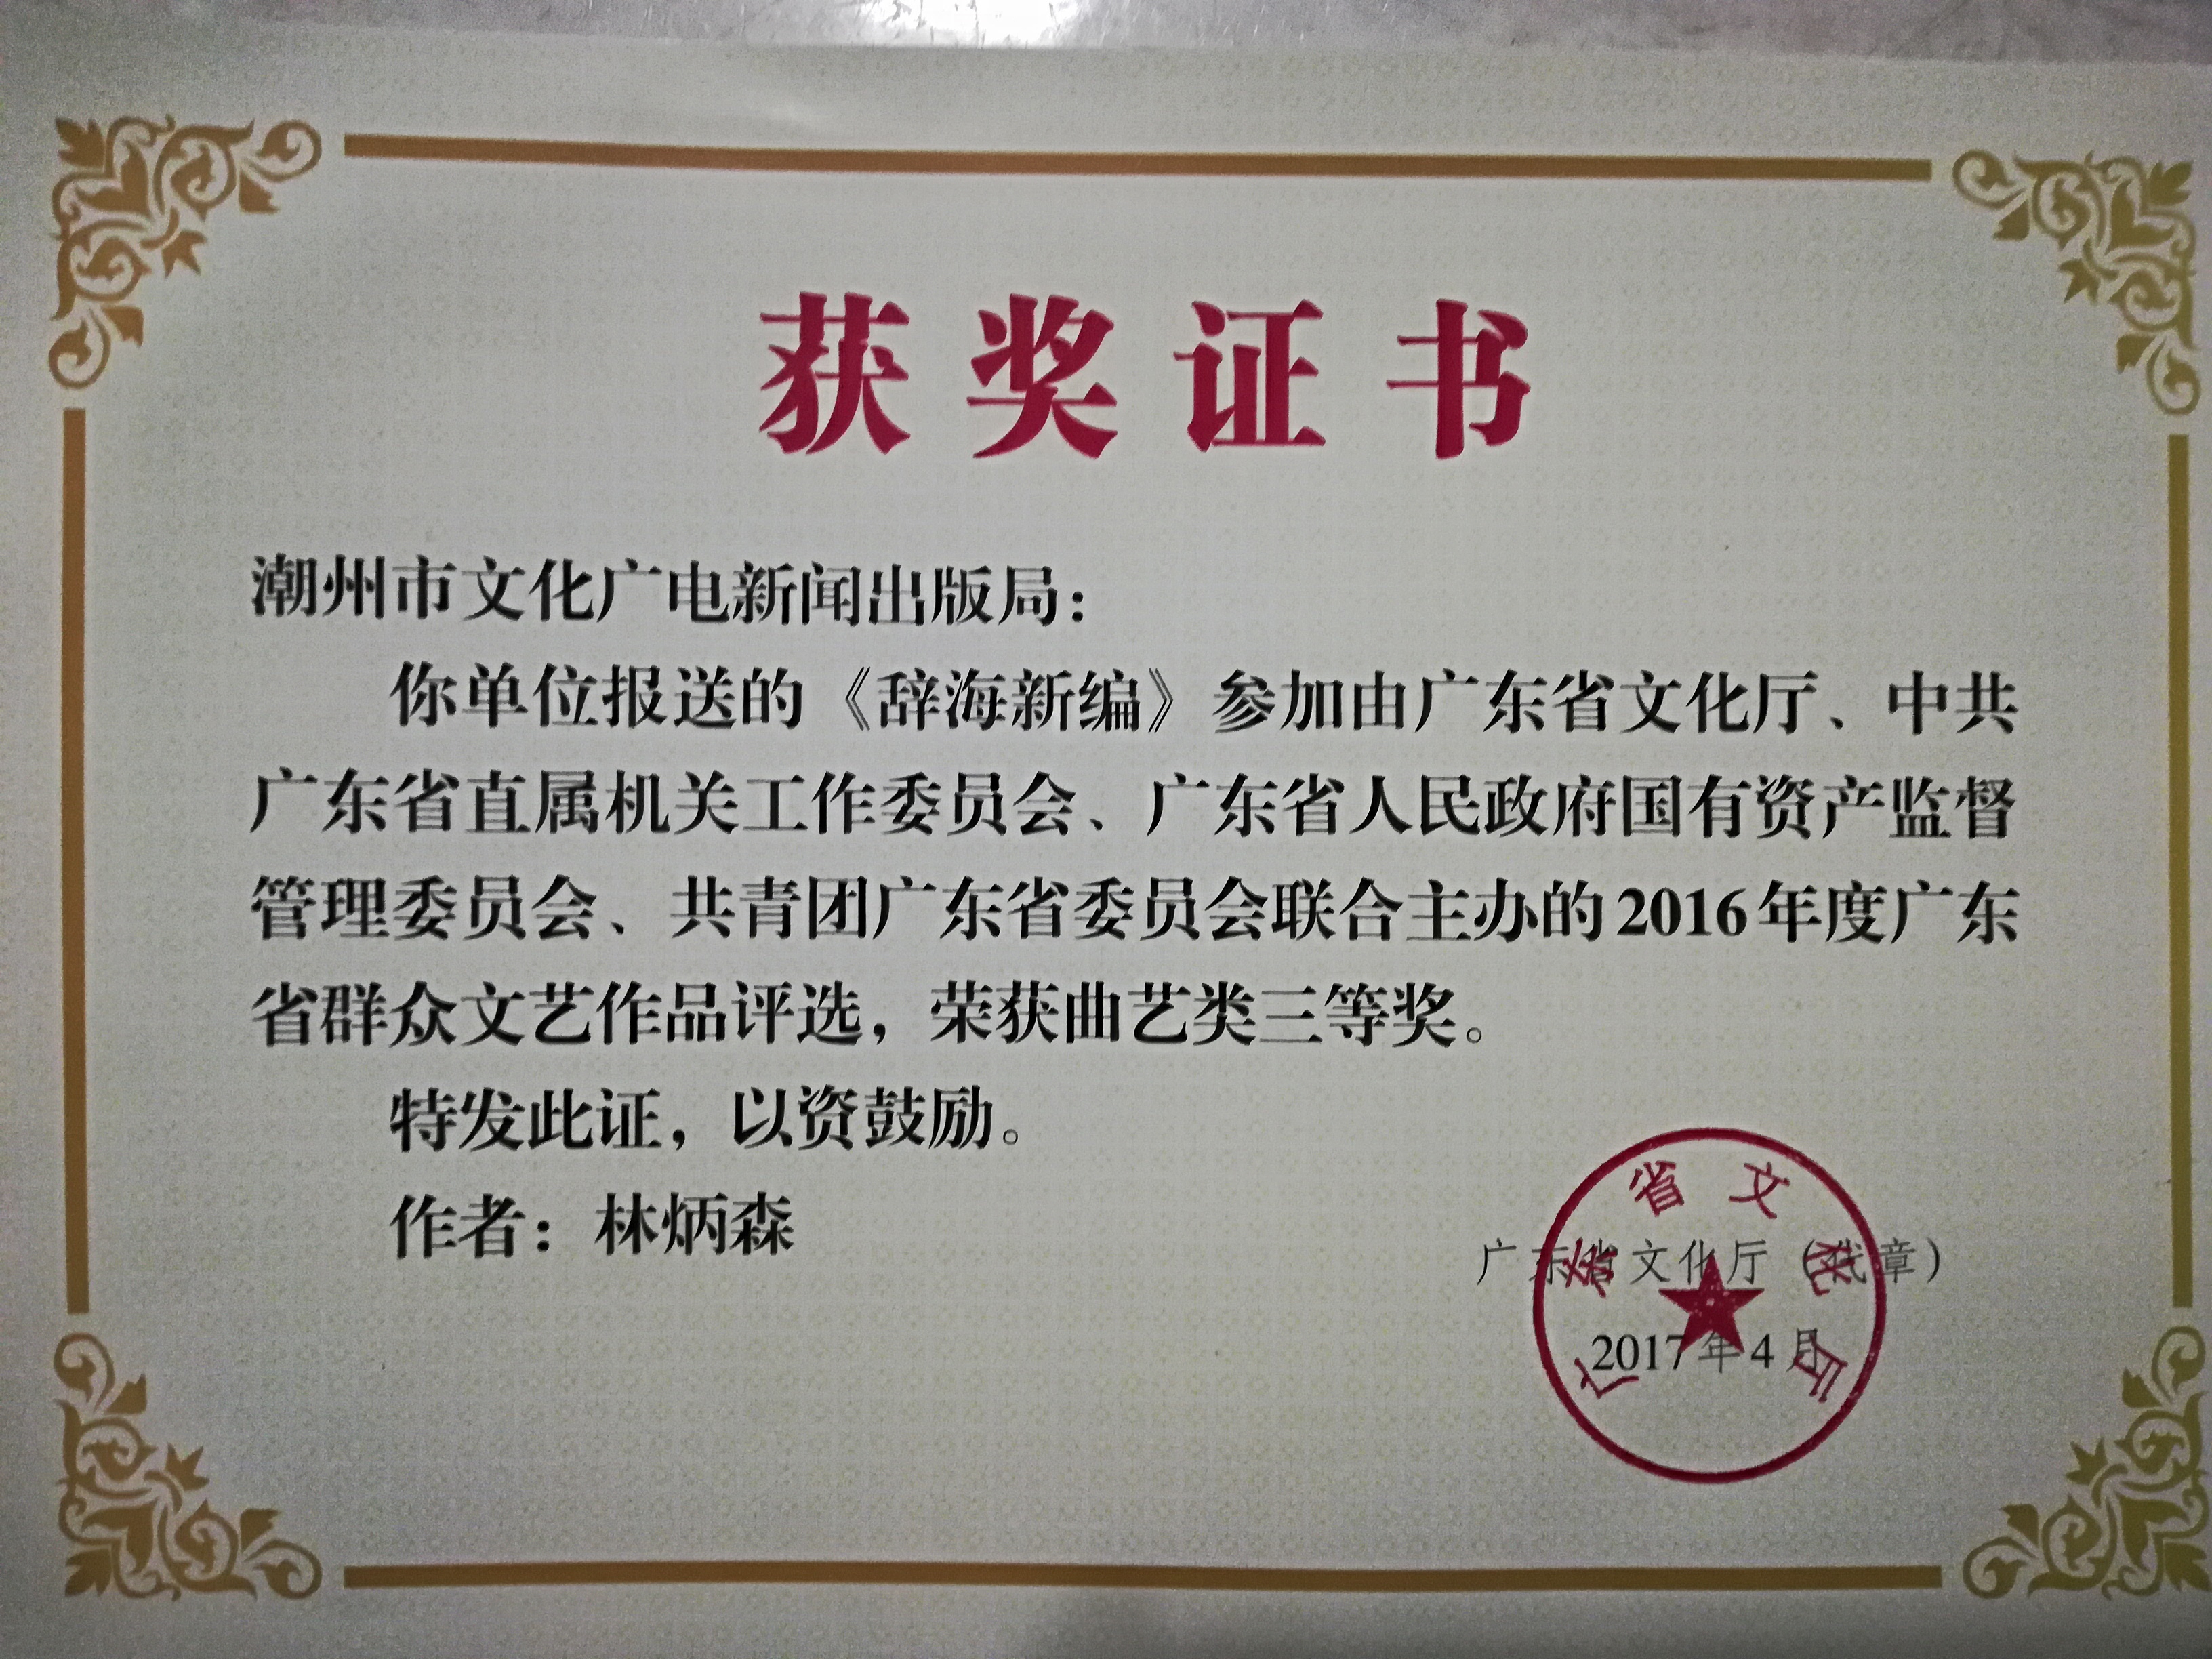 获奖证书
潮州市文化广电新闻出版局：
你单位报送的《辞海新编》参加由广东省文化厅、中共
广东省直属机关工作委员会、广东省人民政府国有资产监督
管理委员会、共青团广东省委员会联合主办的2016年度广东
省群众文艺作品评选，荣获曲艺类三等奖。
特发此证，以资鼓励。
作者：林炳森
广东省文化厅（代章）
2017年4月
广东省文化厅